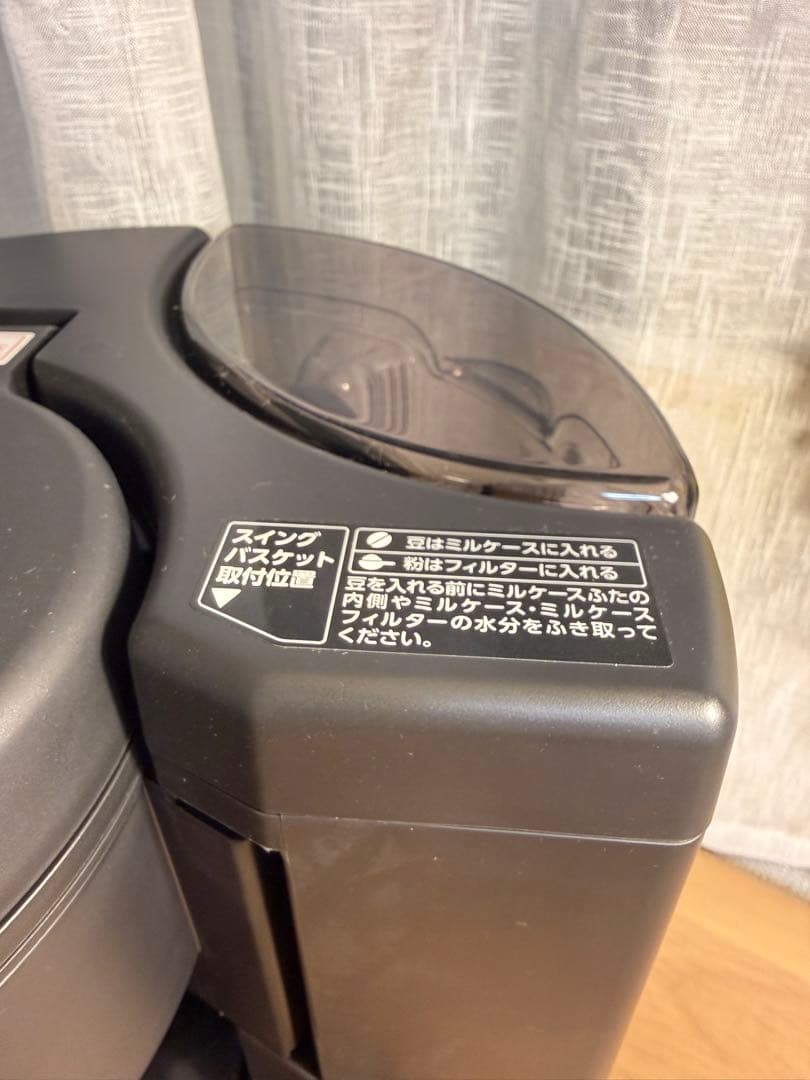 スイング
バスケット
取付位置
豆はミルケースに入れる
粉はフィルターに入れる
豆を入れる前にミルケースふたの
内側やミルケース・ミルケース
フィルターの水分をふき取って
ください。